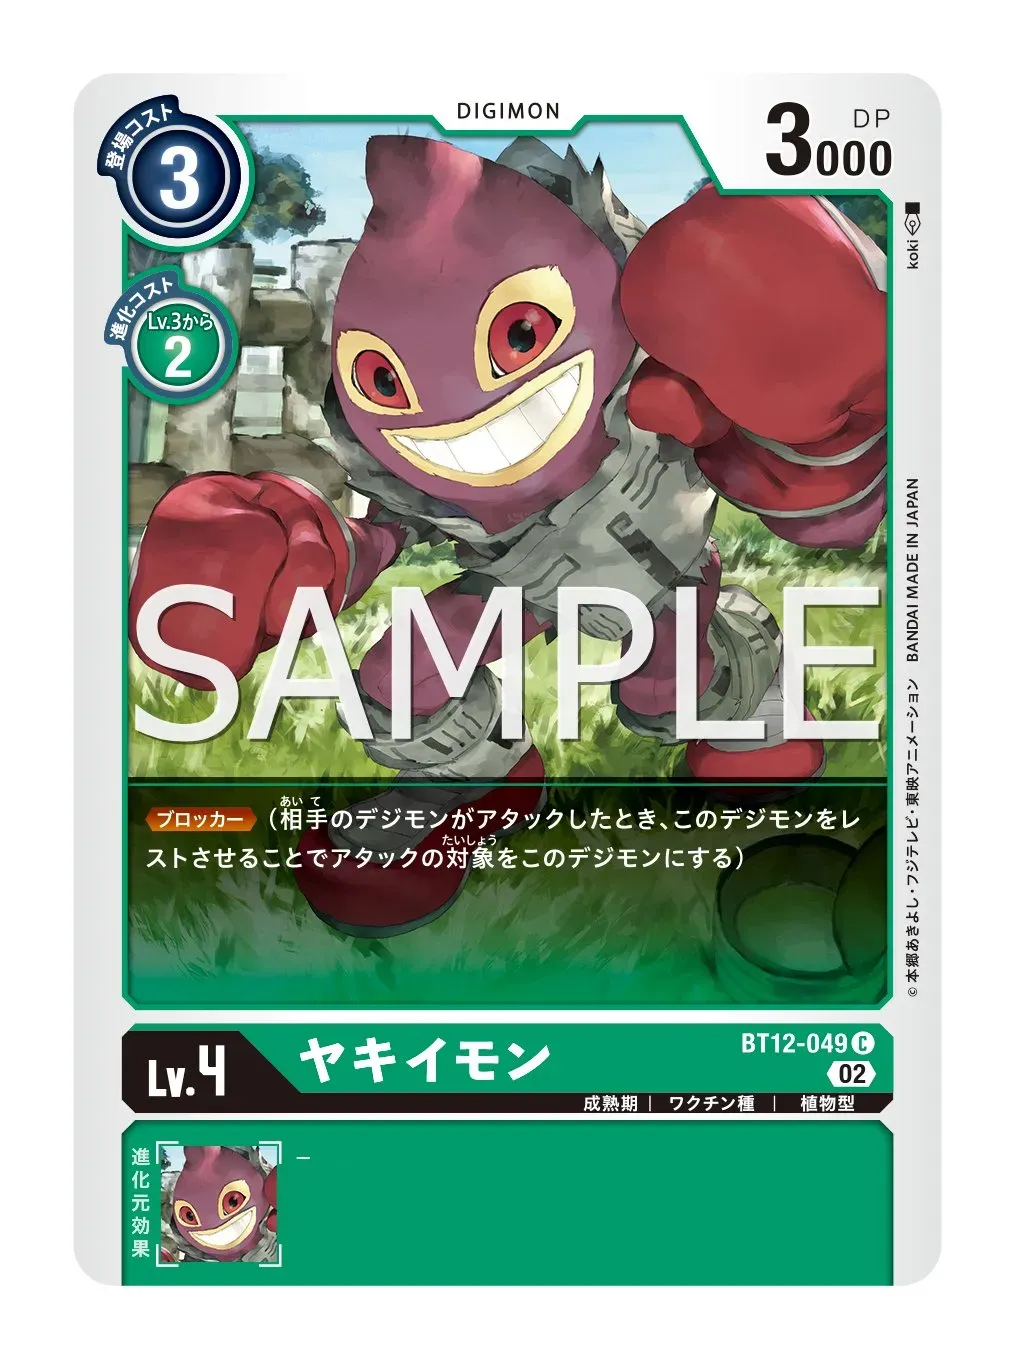 DIGIMON
登場コスト
3
3000
DP
進化コスト
Lv.3から
2
koki
SAMPLE
BANDAI MADE IN JAPAN
© 本郷あきよし・フジテレビ・東映アニメーション
あい て
ブロッカー (相手のデジモンがアタックしたとき、このデジモンをレ
たいしょう
ストさせることでアタックの対象をこのデジモンにする)
Lv.4
ヤキイモン
BT12-049 C
02
成熟期 | ワクチン種 | 植物型
進化元効果
–